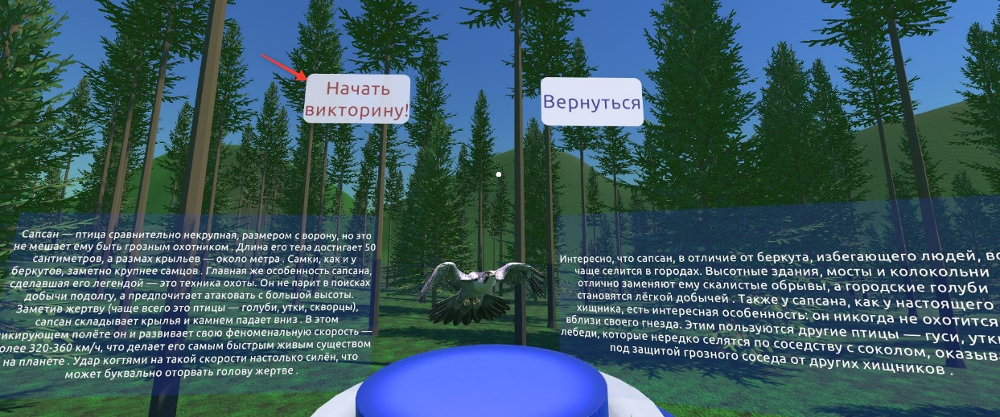 Начать
викторину!
Вернуться
Сапсан — птица сравнительно некрупная, размером с ворону, но это
не мешает ему быть грозным охотником . Длина его тела достигает 50
сантиметров, а размах крыльев — около метра . Самки, как и у
беркутов, заметно крупнее самцов . Главная же особенность сапсана,
сделавшая его легендой — это техника охоты. Он не парит в поисках
добычи подолгу, а предпочитает атаковать с большой высоты.
Заметив жертву (чаще всего это птицы — голуби, утки, скворцы),
сапсан складывает крылья и камнем падает вниз . В этом
икирующем полёте он и развивает свою феноменальную скорость —
олее 320-360 км/ч, что делает его самым быстрым живым существом
на планете . Удар когтями на такой скорости настолько силён, что
может буквально оторвать голову жертве .
Интересно, что сапсан, в отличие от беркута, избегающего людей, во
чаще селится в городах. Высотные здания, мосты и колокольни
отлично заменяют ему скалистые обрывы, а городские голуби
становятся лёгкой добычей . Также у сапсана, как у настоящего
хищника, есть интересная особенность: он никогда не охотится
вблизи своего гнезда. Этим пользуются другие птицы — гуси, утки
лебеди, которые нередко селятся по соседству с соколом, оказыва
под защитой грозного соседа от других хищников .